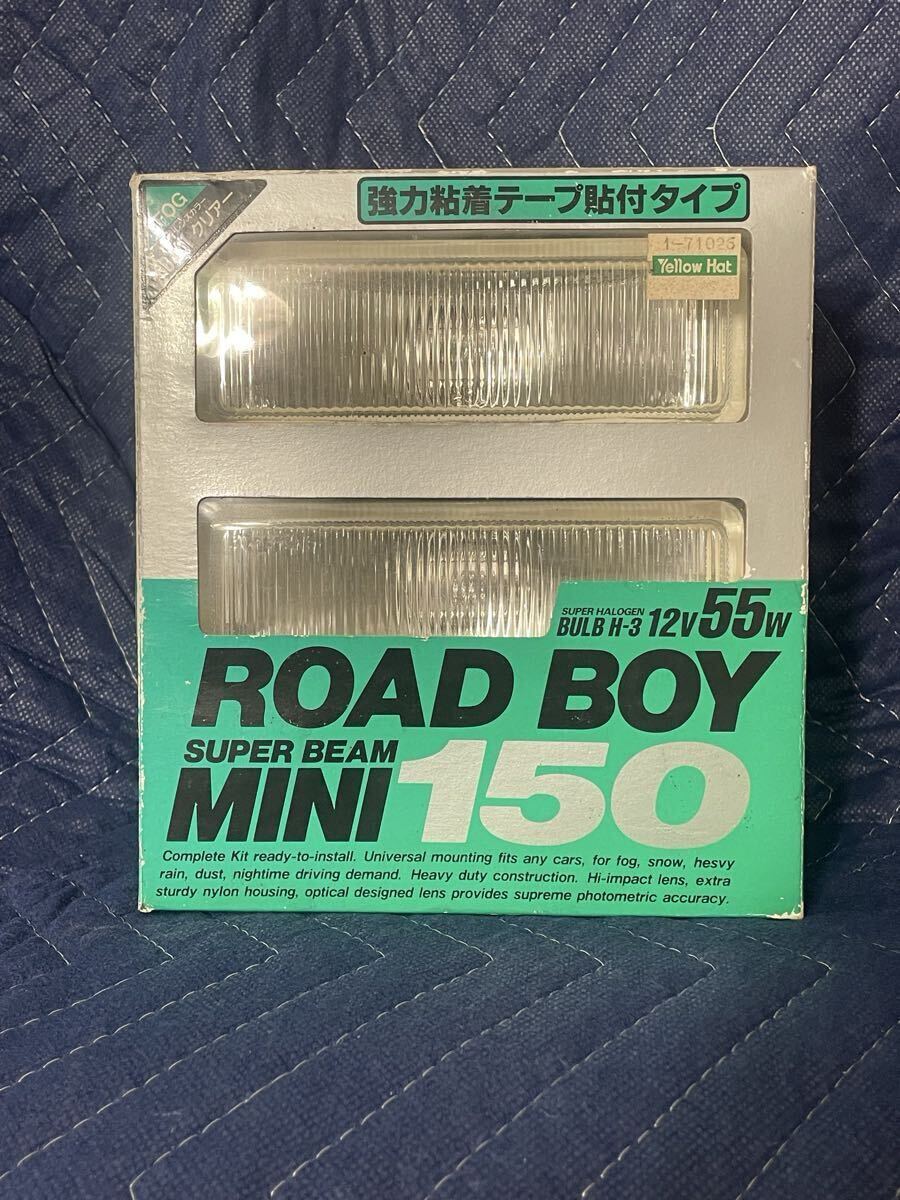 強力粘着テープ貼付タイプ
FOG
クリアー
1-71026
Yellow Hat
SUPER HALOGEN
BULB H-3 12V55W
ROAD BOY
SUPER BEAM
MINI 150
Complete Kit ready-to-install. Universal mounting fits any cars, for fog, snow, hesvy
rain, dust, nightime driving demand. Heavy duty construction. Hi-impact lens, extra
sturdy nylon housing, optical designed lens provides supreme photometric accuracy.